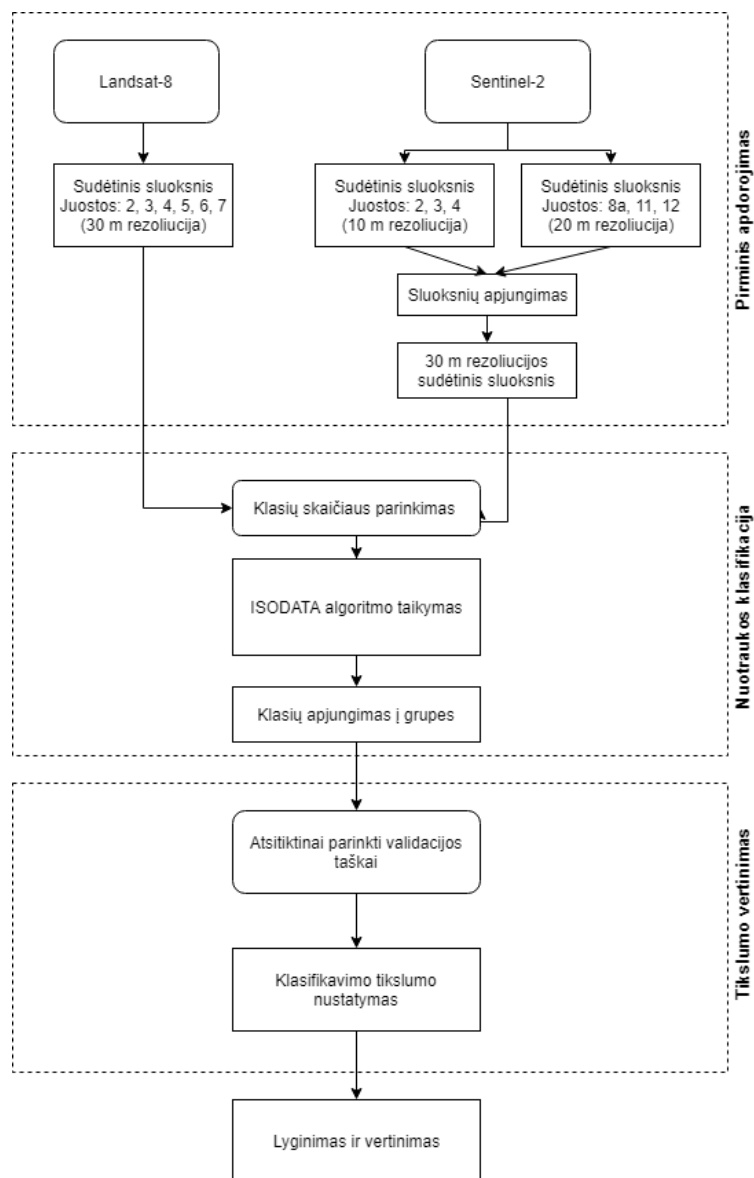 Landsat-8
Sentinel-2
Sudėtinis sluoksnis
Juostos: 2, 3, 4, 5, 6, 7
(30 m rezoliucija)
Sudėtinis sluoksnis
Juostos: 2, 3, 4
(10 m rezoliucija)
Sudėtinis sluoksnis
Juostos: 8a, 11, 12
(20 m rezoliucija)
Sluoksnių apjungimas
30 m rezoliucijos
sudėtinis sluoksnis
Pirminis apdorojimas
Klasių skaičiaus parinkimas
ISODATA algoritmo taikymas
Klasių apjungimas į grupes
Nuotraukos klasifikacija
Atsitiktinai parinkti validacijos
taškai
Klasifikavimo tikslumo
nustatymas
Tikslumo vertinimas
Lyginimas ir vertinimas